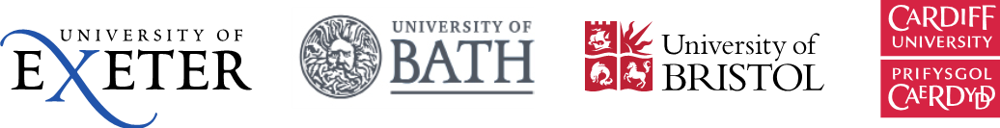 UNIVERSITY OF
EXETER
UNIVERSITY OF
BATH
University of
BRISTOL
CARDIFF
UNIVERSITY
PRIFYSGOL
CAERDYDD